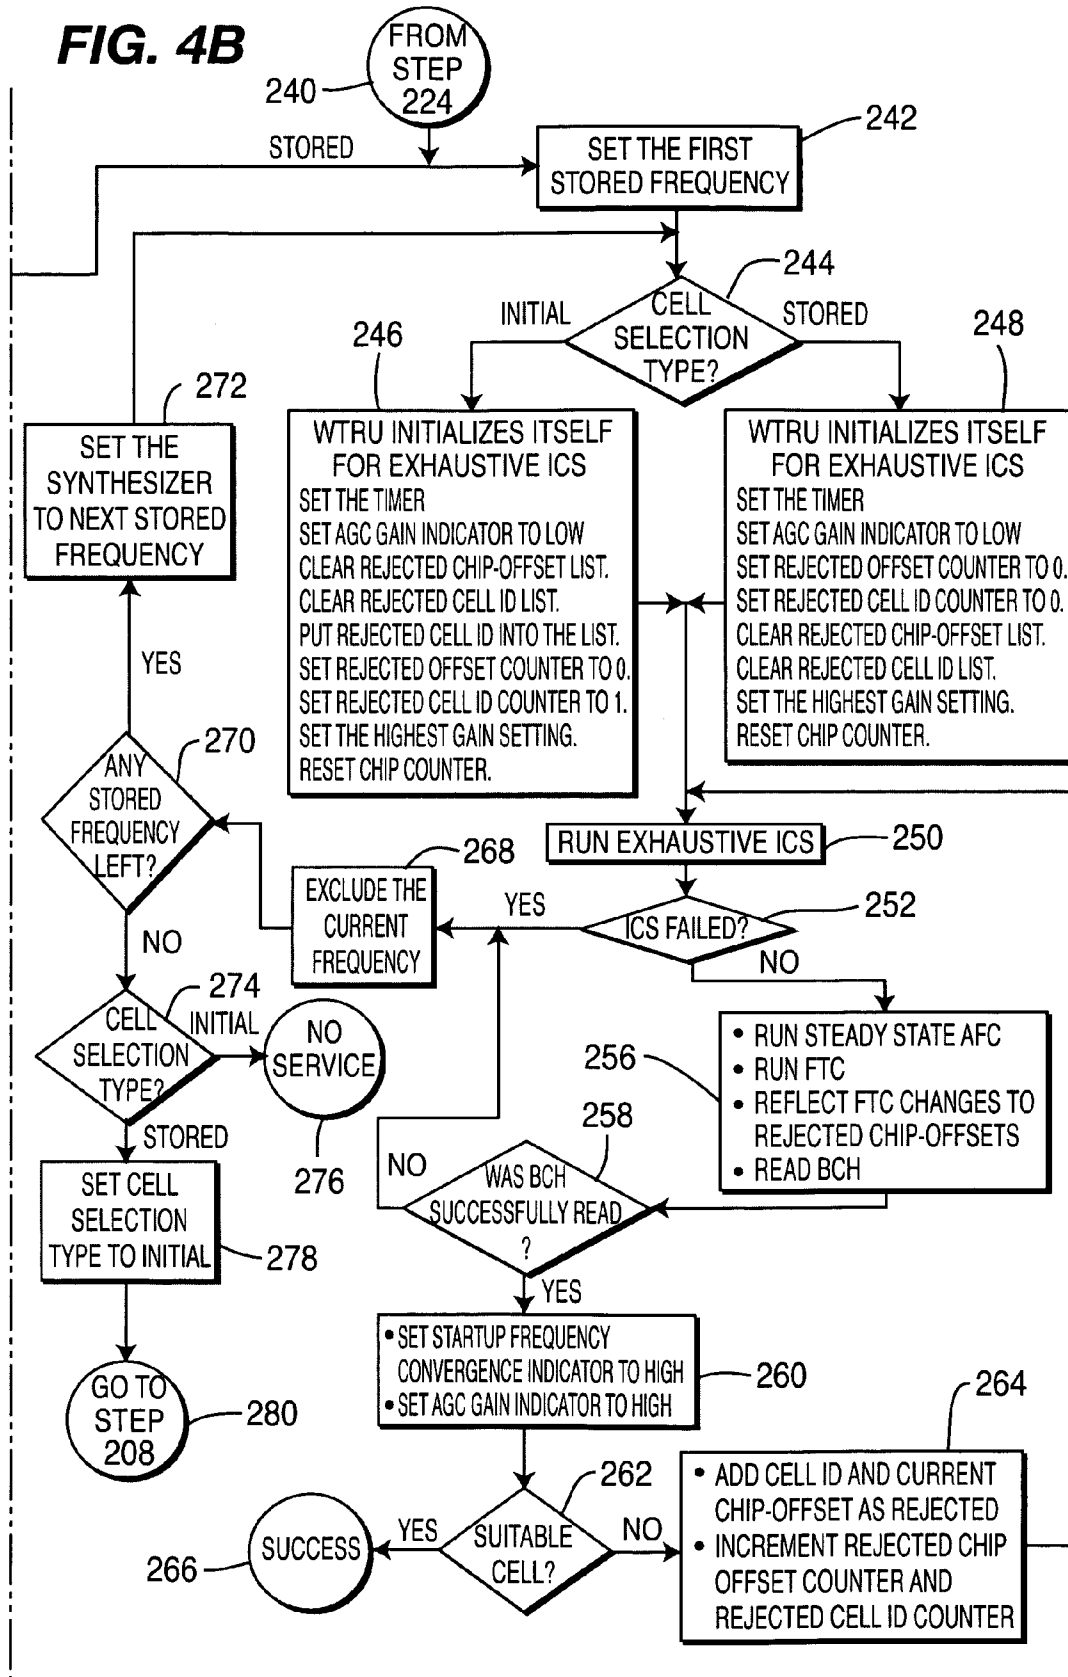 FIG. 4B
FROM
STEP
224
240
STORED
242
SET THE FIRST
STORED FREQUENCY
244
INITIAL
CELL
SELECTION
TYPE?
STORED
246
248
272
SET THE
SYNTHESIZER
TO NEXT STORED
FREQUENCY
WTRU INITIALIZES ITSELF
FOR EXHAUSTIVE ICS
SET THE TIMER
SET AGC GAIN INDICATOR TO LOW
CLEAR REJECTED CHIP-OFFSET LIST.
CLEAR REJECTED CELL ID LIST.
PUT REJECTED CELL ID INTO THE LIST.
SET REJECTED OFFSET COUNTER TO 0.
SET REJECTED CELL ID COUNTER TO 1.
SET THE HIGHEST GAIN SETTING.
RESET CHIP COUNTER.
WTRU INITIALIZES ITSELF
FOR EXHAUSTIVE ICS
SET THE TIMER
SET AGC GAIN INDICATOR TO LOW
SET REJECTED OFFSET COUNTER TO 0.
SET REJECTED CELL ID COUNTER TO 0.
CLEAR REJECTED CHIP-OFFSET LIST.
CLEAR REJECTED CELL ID LIST.
SET THE HIGHEST GAIN SETTING.
RESET CHIP COUNTER.
YES
270
ANY
STORED
FREQUENCY
LEFT?
RUN EXHAUSTIVE ICS
250
268
EXCLUDE THE
CURRENT
FREQUENCY
YES
ICS FAILED?
252
NO
NO
274
CELL
SELECTION
TYPE?
INITIAL
NO
SERVICE
276
256
• RUN STEADY STATE AFC
• RUN FTC
• REFLECT FTC CHANGES TO
REJECTED CHIP-OFFSETS
• READ BCH
STORED
258
NO
WAS BCH
SUCCESSFULLY READ
?
SET CELL
SELECTION
TYPE TO INITIAL
278
YES
• SET STARTUP FREQUENCY
CONVERGENCE INDICATOR TO HIGH
• SET AGC GAIN INDICATOR TO HIGH
260
GO TO
STEP
208
280
264
262
SUITABLE
CELL?
YES
SUCCESS
266
NO
• ADD CELL ID AND CURRENT
CHIP-OFFSET AS REJECTED
• INCREMENT REJECTED CHIP
OFFSET COUNTER AND
REJECTED CELL ID COUNTER